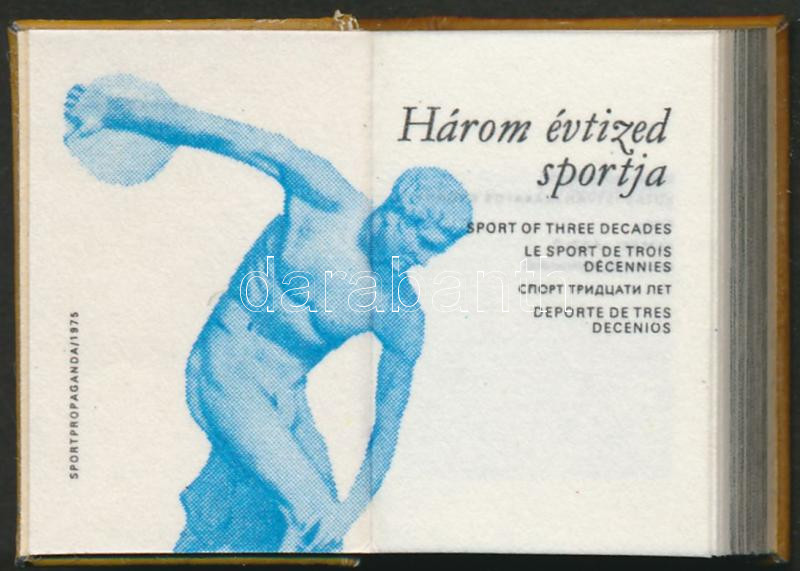 SPORTPROPAGANDA/1975
Három évtized
sportja
SPORT OF THREE DECADES
LE SPORT DE TROIS
DÉCENNIES
СПОРТ ТРИДЦАТИ ЛЕТ
DEPORTE DE TRES
DECENIOS
darabanth